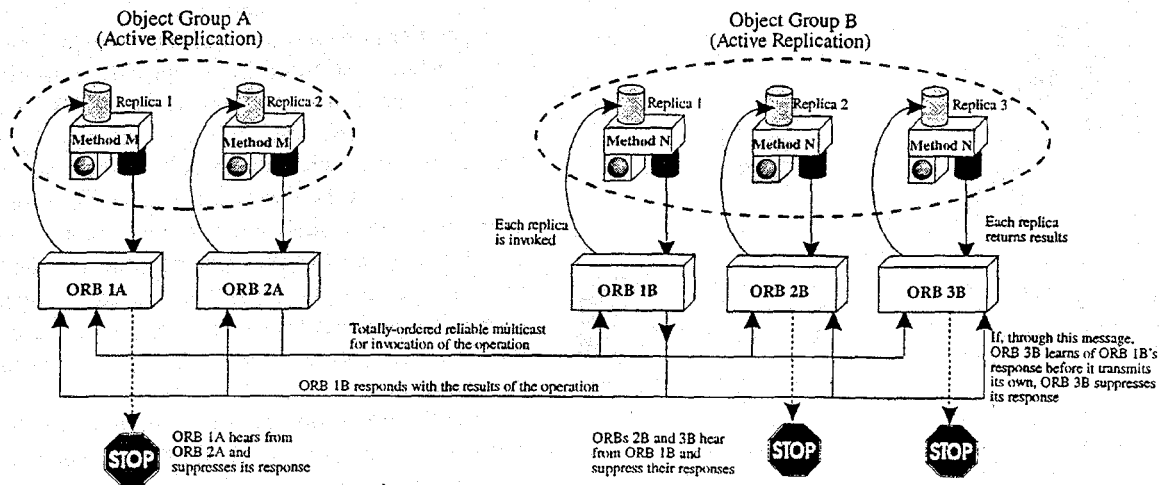 Object Group A
(Active Replication)
Object Group B
(Active Replication)
Replica 1
Replica 2
Replica 1
Replica 2
Replica 3
Method M
Method M
Method N
Method N
Method N
Each replica
is invoked
Each replica
returns results
ORB 1A
ORB 2A
ORB 1B
ORB 2B
ORB 3B
Totally-ordered reliable multicast
for invocation of the operation
If, through this message,
ORB 3B learns of ORB 1B's
response before it transmits
its own, ORB 3B suppresses
its response
ORB 1B responds with the results of the operation
STOP
ORB 1A hears from
ORB 2A and
suppresses its response
ORBs 2B and 3B hear
from ORB 1B and
suppress their responses
STOP
STOP